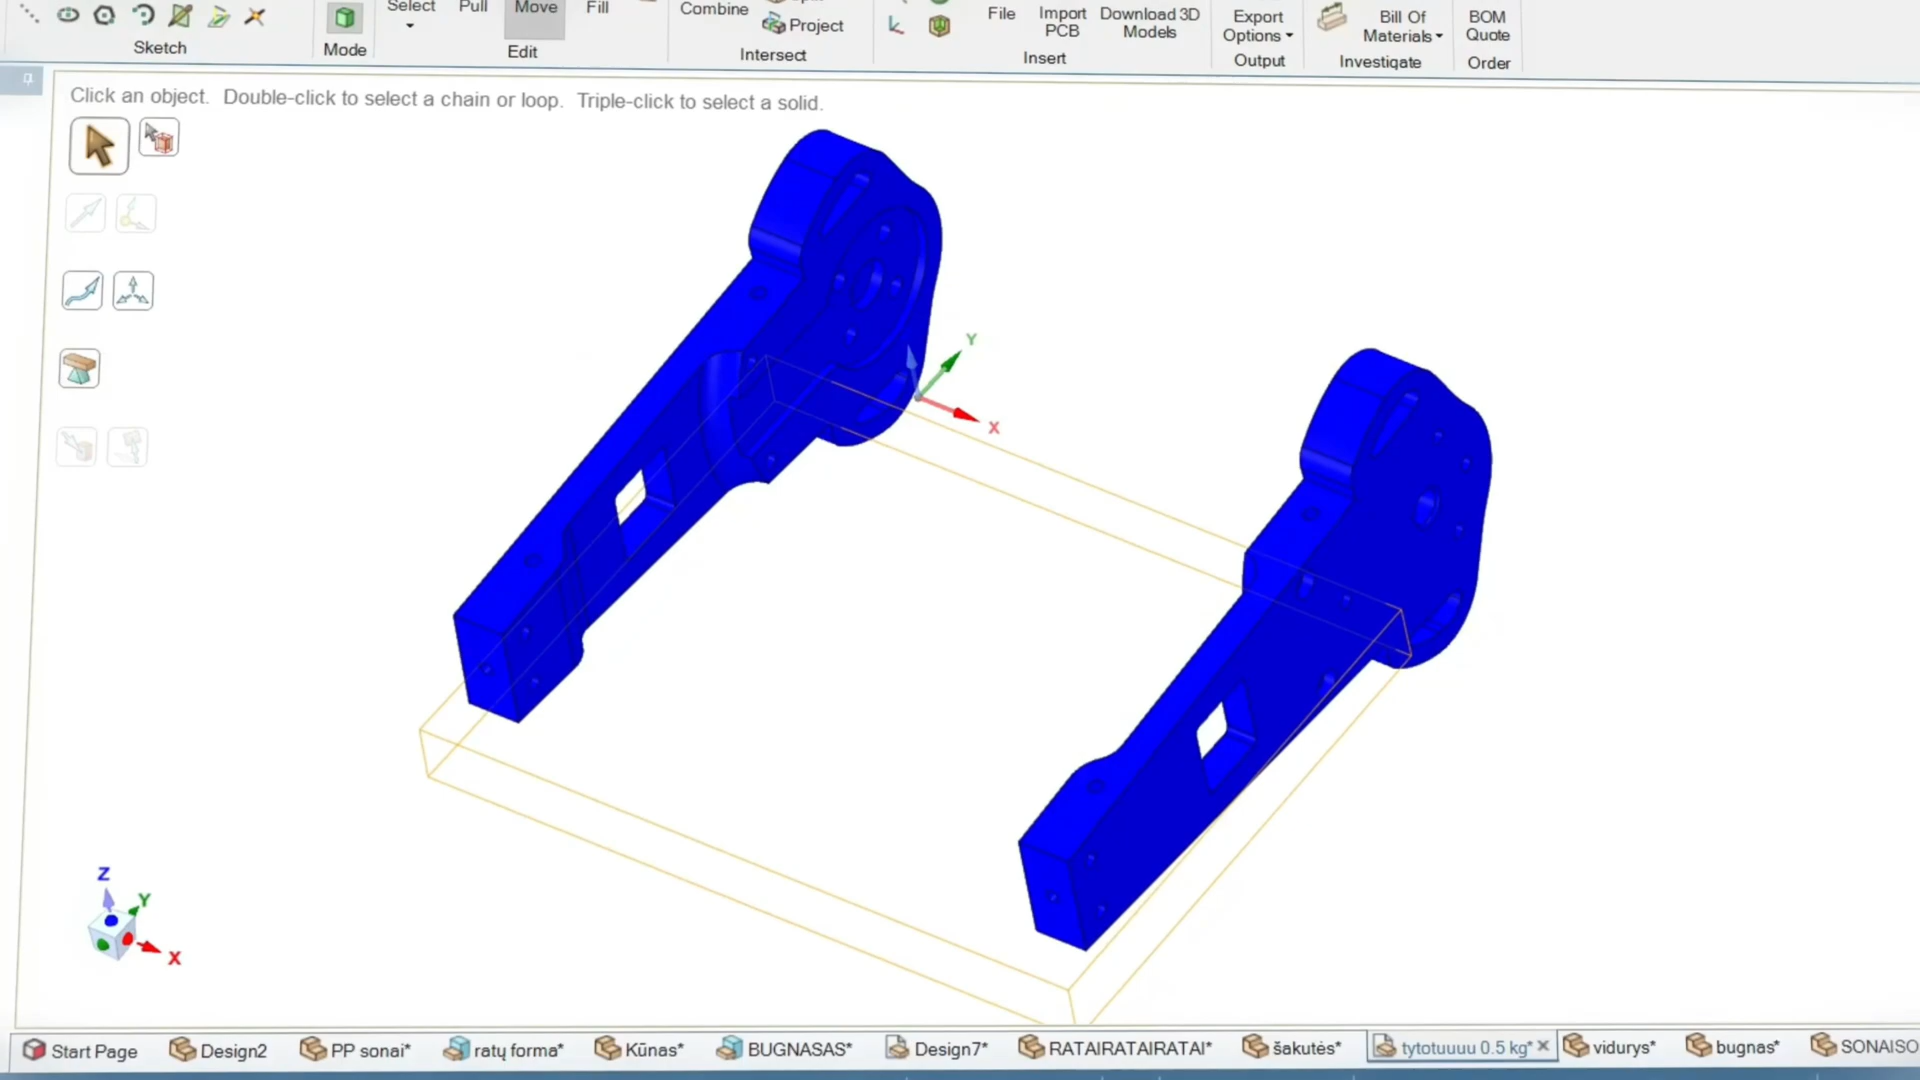 Select Pull Move Fill Combine
Project
File Import PCB Download 3D Models
Export Options
Bill Of Materials
BOM Quote
Sketch Mode Edit Intersect Insert Output Investigate Order
Click an object. Double-click to select a chain or loop. Triple-click to select a solid.
Y
X
Z
Y
X
Start Page Design2 PP sonai* ratų forma* Kūnas* BUGNASAS* Design7* RATAIRATAIRATAI* šakutės* tytotuuuu 0.5 kg* vidurys* bugnas* SONAISO